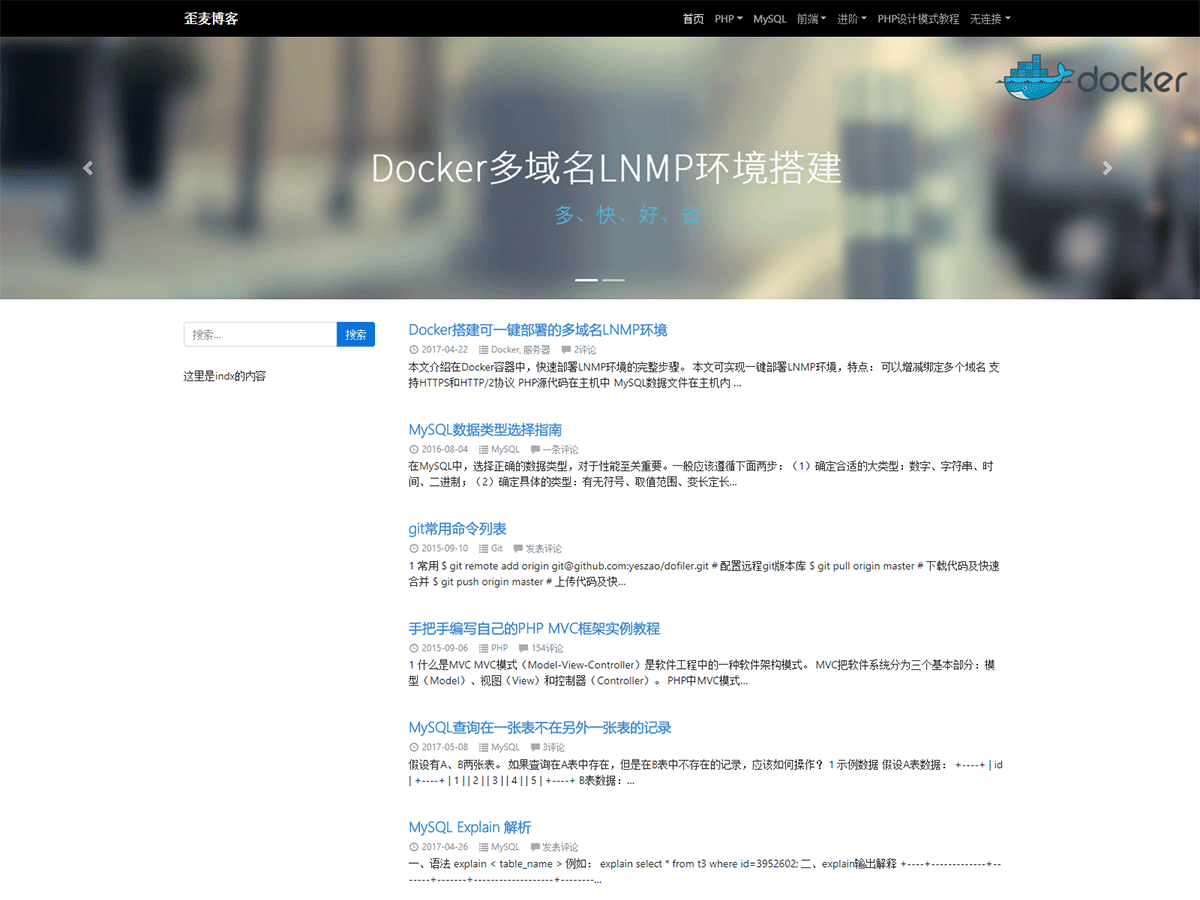 歪麦博客
首页 PHP MySQL 前端 进阶 PHP设计模式教程 无连接
docker
Docker多域名LNMP环境搭建
多、快、好、省
搜索... 搜索
这里是indx的内容
Docker搭建可一键部署的多域名LNMP环境
2017-04-22 Docker, 服务器 2评论
本文介绍在Docker容器中，快速部署LNMP环境的完整步骤。 本文可实现一键部署LNMP环境，特点： 可以增减绑定多个域名 支
持HTTPS和HTTP/2协议 PHP源代码在主机中 MySQL数据文件在主机内 ...
MySQL数据类型选择指南
2016-08-04 MySQL 一条评论
在MySQL中，选择正确的数据类型，对于性能至关重要。一般应该遵循下面两步：（1）确定合适的大类型：数字、字符串、时
间、二进制；（2）确定具体的类型：有无符号、取值范围、变长定长...
git常用命令列表
2015-09-10 Git 发表评论
1 常用 $ git remote add origin git@github.com:yeszao/dofiler.git # 配置远程git版本库 $ git pull origin master # 下载代码及快速
合并 $ git push origin master # 上传代码及快...
手把手编写自己的PHP MVC框架实例教程
2015-09-06 PHP 154评论
1 什么是MVC MVC模式（Model-View-Controller）是软件工程中的一种软件架构模式。 MVC把软件系统分为三个基本部分：模
型（Model）、视图（View）和控制器（Controller）。 PHP中MVC模式...
MySQL查询在一张表不在另外一张表的记录
2017-05-08 MySQL 3评论
假设有A、B两张表。 如果查询在A表中存在，但是在B表中不存在的记录，应该如何操作？ 1 示例数据 假设A表数据： +----+ | id
| +----+ | 1 | | 2 | | 3 | | 4 | | 5 | +----+ B表数据：...
MySQL Explain 解析
2017-04-26 MySQL 发表评论
一、语法 explain < table_name > 例如： explain select * from t3 where id=3952602; 二、explain输出解释 +----+-------------+--
-----+-------+-------------------+--------...